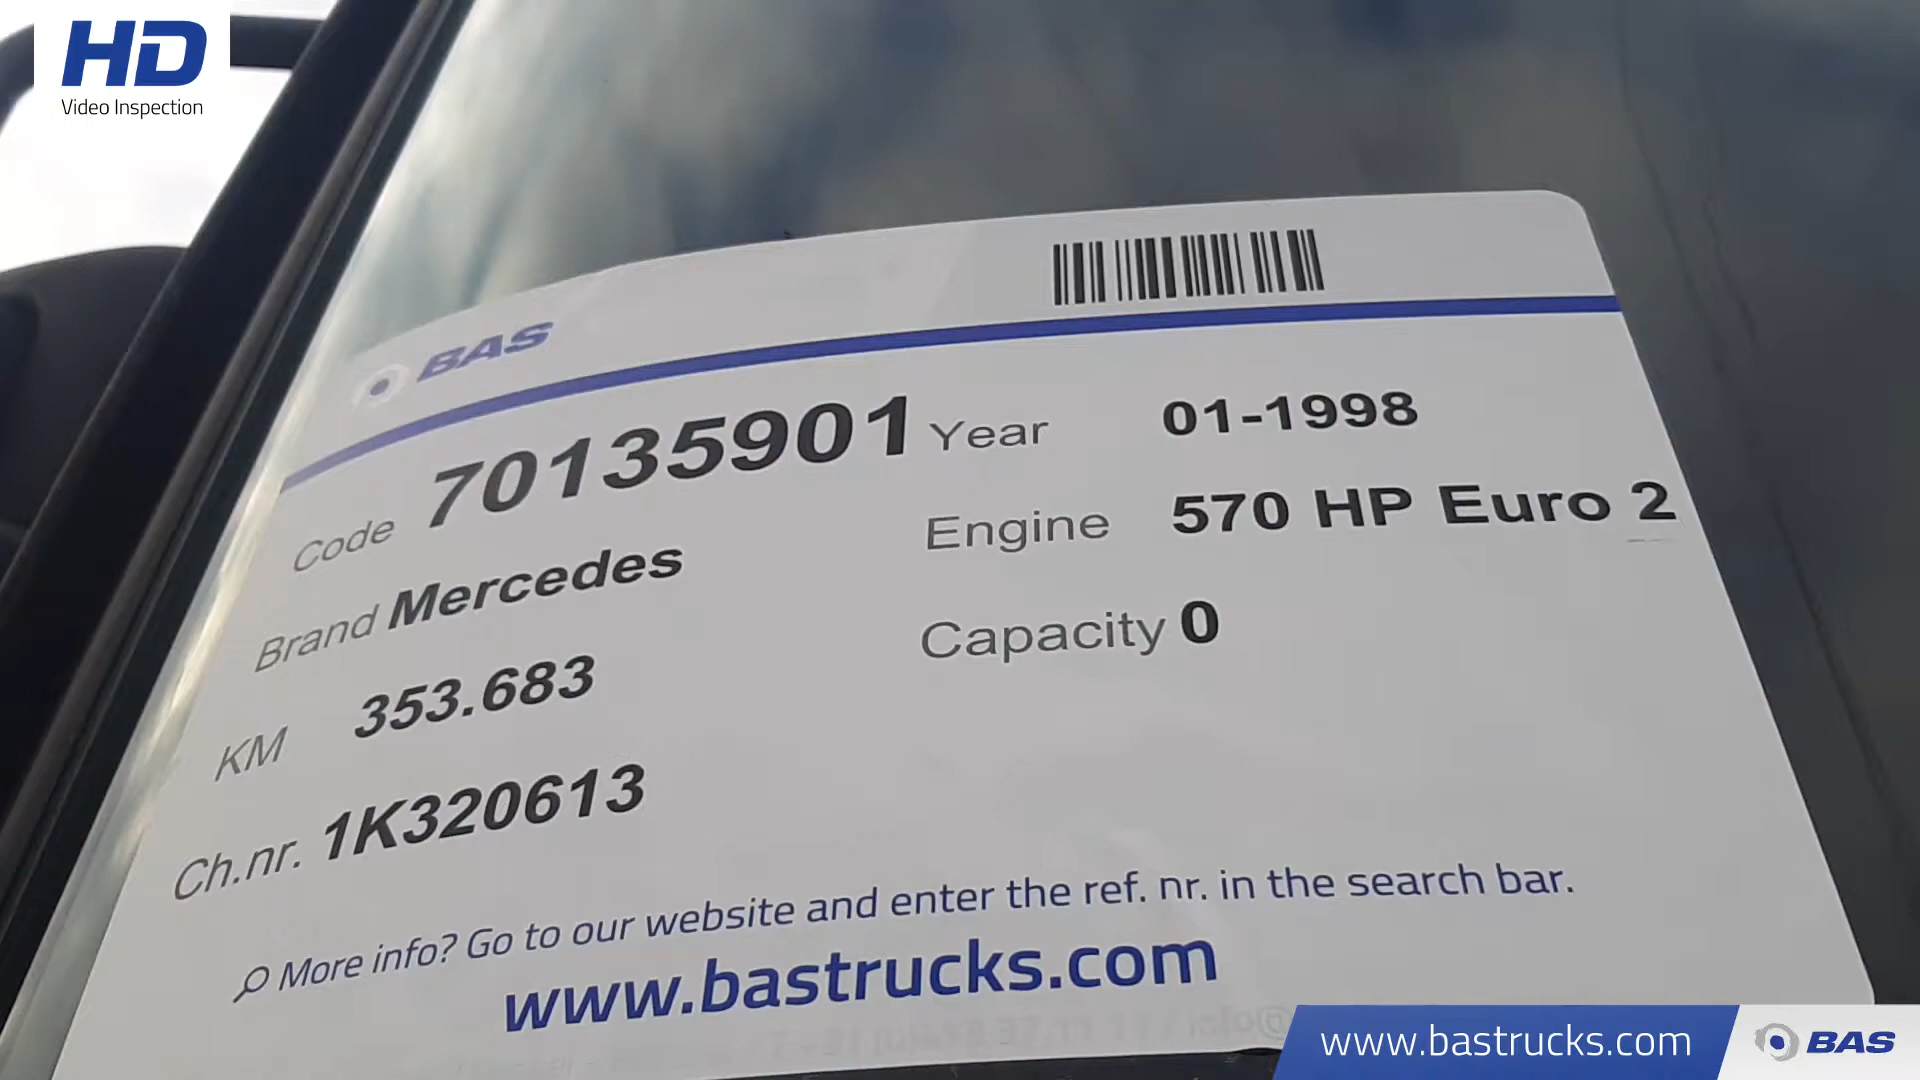 HD
Video Inspection
BAS
Code 70135901 Year 01-1998
Brand Mercedes Engine 570 HP Euro 2
KM 353.683 Capacity 0
Ch.nr. 1K320613
More info? Go to our website and enter the ref. nr. in the search bar.
www.bastrucks.com
www.bastrucks.com BAS